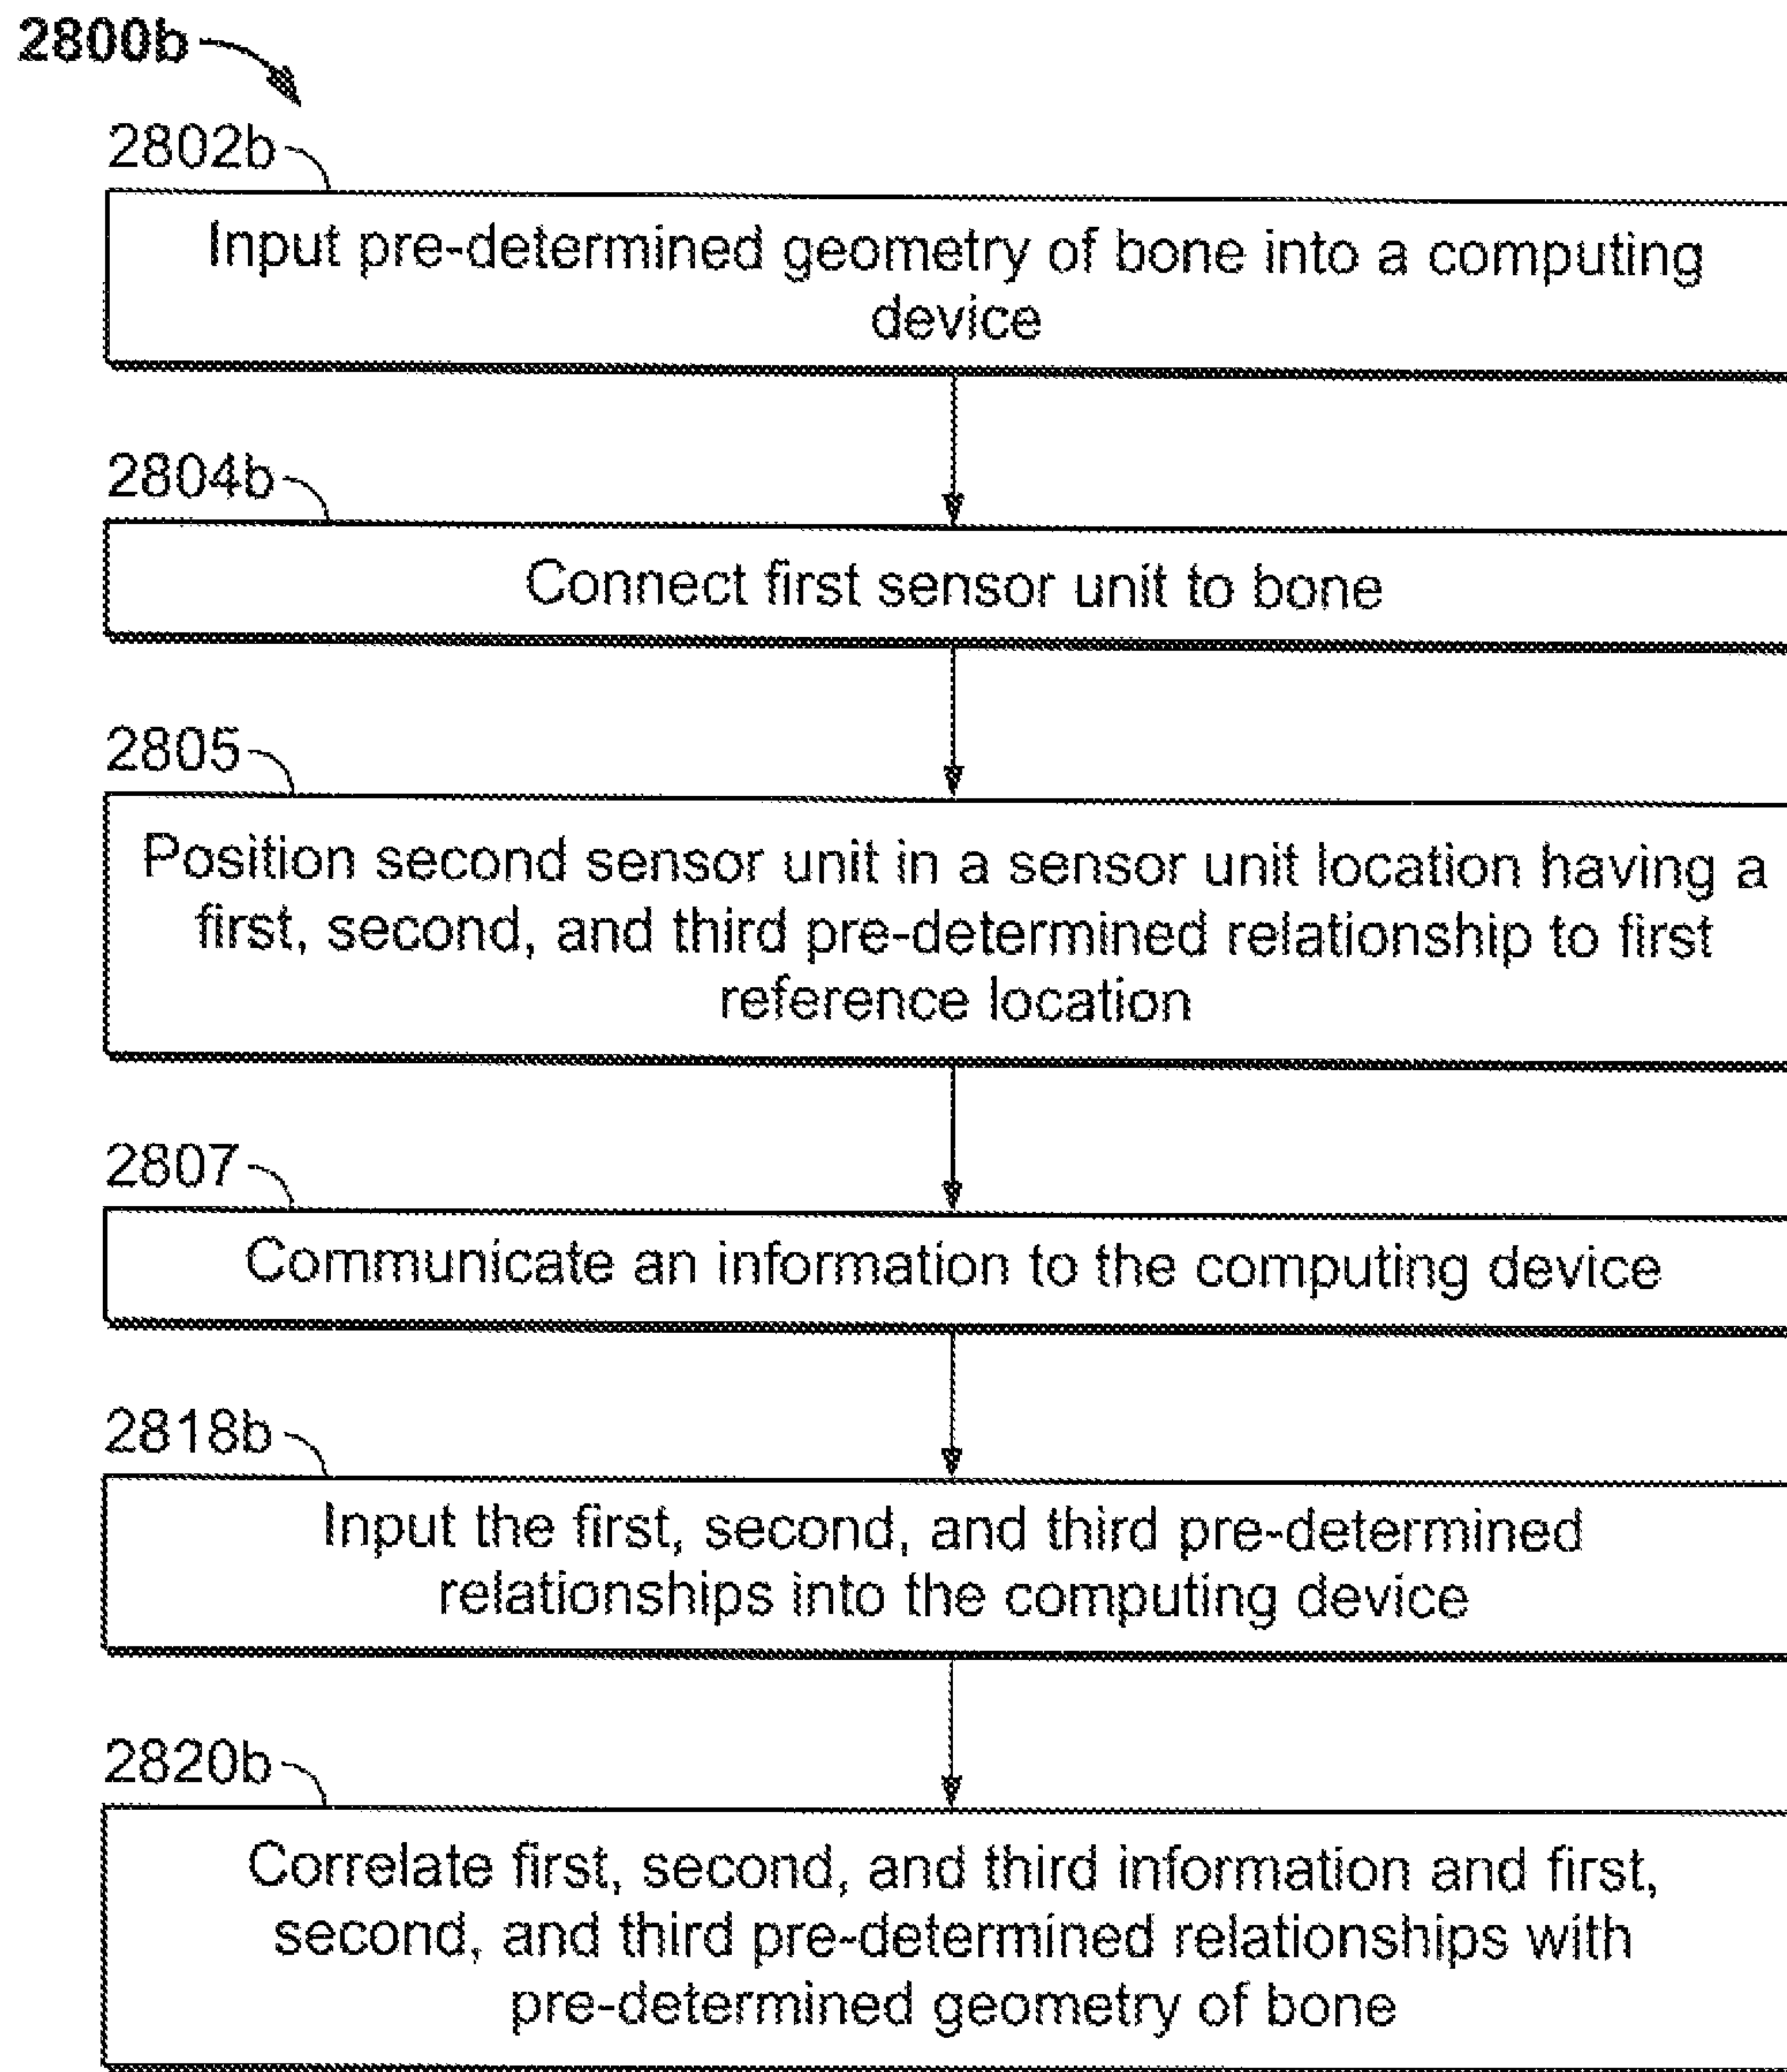 2800b
2802b
Input pre-determined geometry of bone into a computing
device
2804b
Connect first sensor unit to bone
2805
Position second sensor unit in a sensor unit location having a
first, second, and third pre-determined relationship to first
reference location
2807
Communicate an information to the computing device
2818b
Input the first, second, and third pre-determined
relationships into the computing device
2820b
Correlate first, second, and third information and first,
second, and third pre-determined relationships with
pre-determined geometry of bone